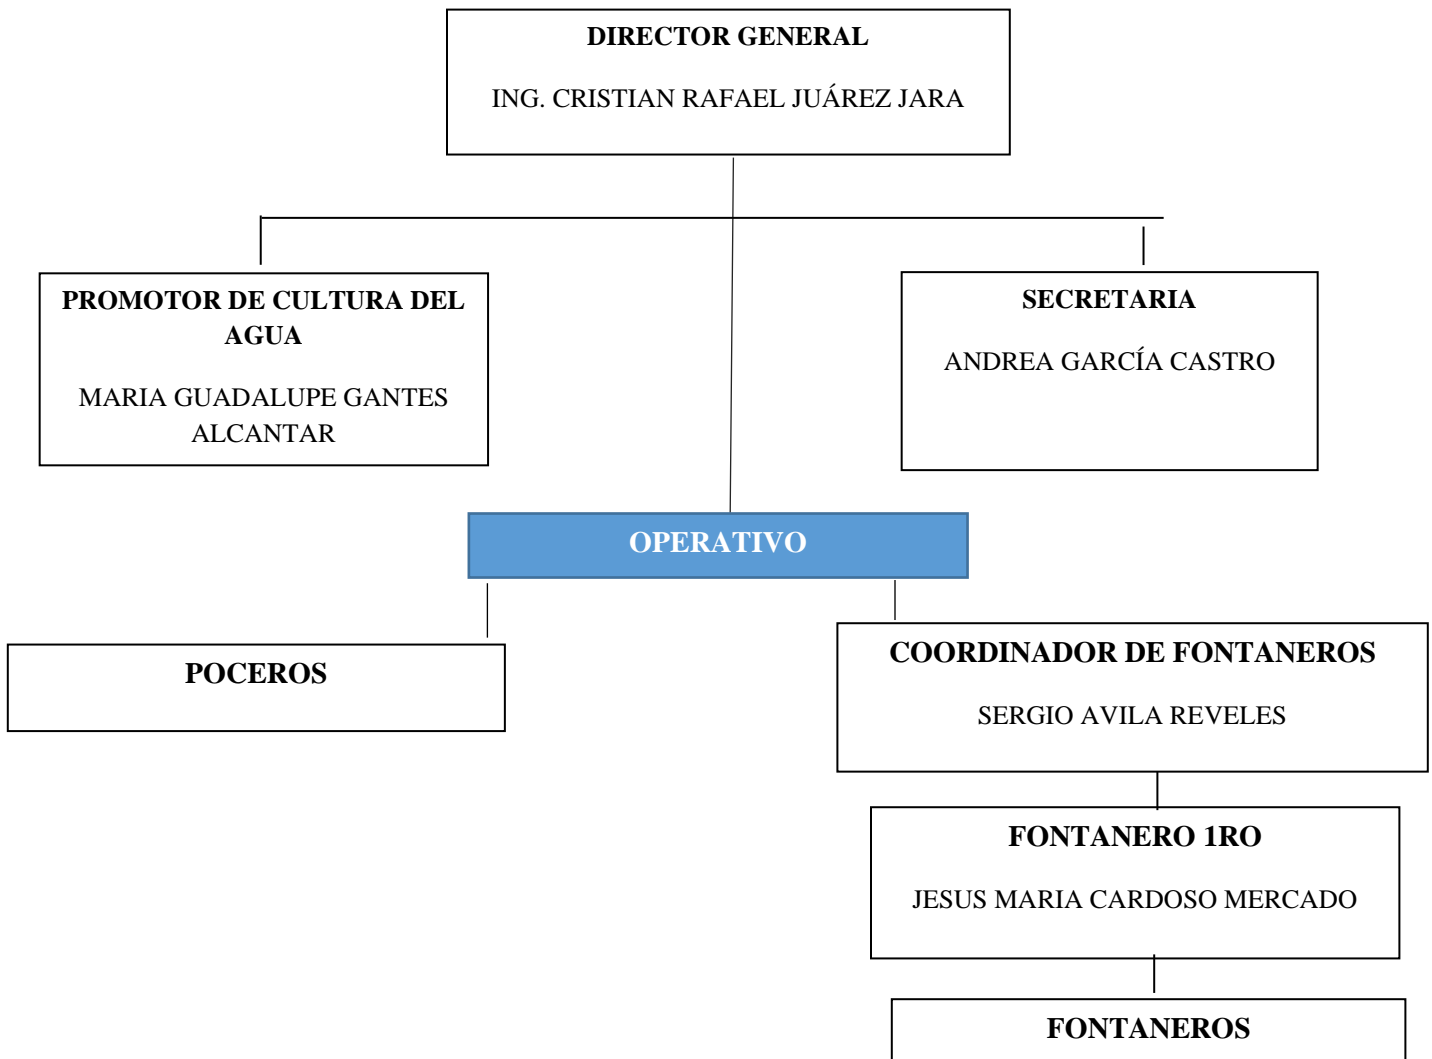 DIRECTOR GENERAL
ING. CRISTIAN RAFAEL JUÁREZ JARA
PROMOTOR DE CULTURA DEL
AGUA
MARIA GUADALUPE GANTES
ALCANTAR
SECRETARIA
ANDREA GARCÍA CASTRO
OPERATIVO
POCEROS
COORDINADOR DE FONTANEROS
SERGIO AVILA REVELES
FONTANERO 1RO
JESUS MARIA CARDOSO MERCADO
FONTANEROS